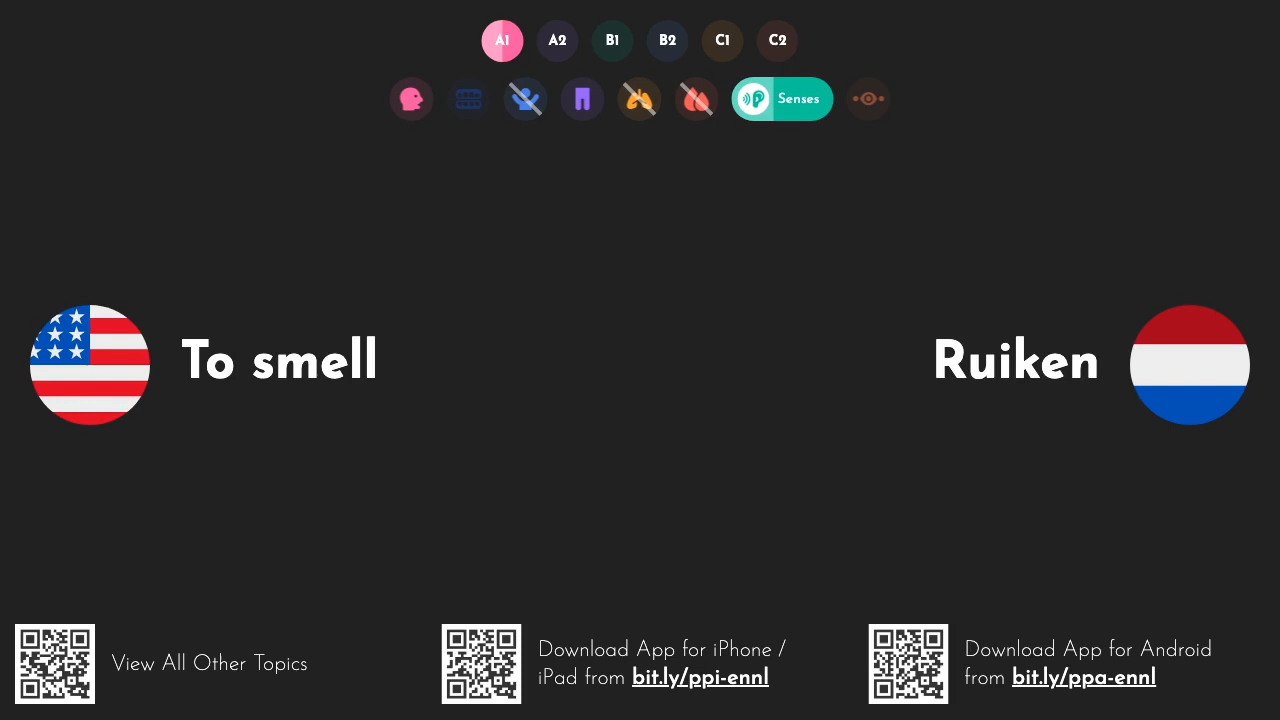 A1 A2 B1 B2 C1 C2
Senses
To smell
Ruiken
View All Other Topics
Download App for iPhone /
iPad from bit.ly/ppi-ennl
Download App for Android
from bit.ly/ppa-ennl